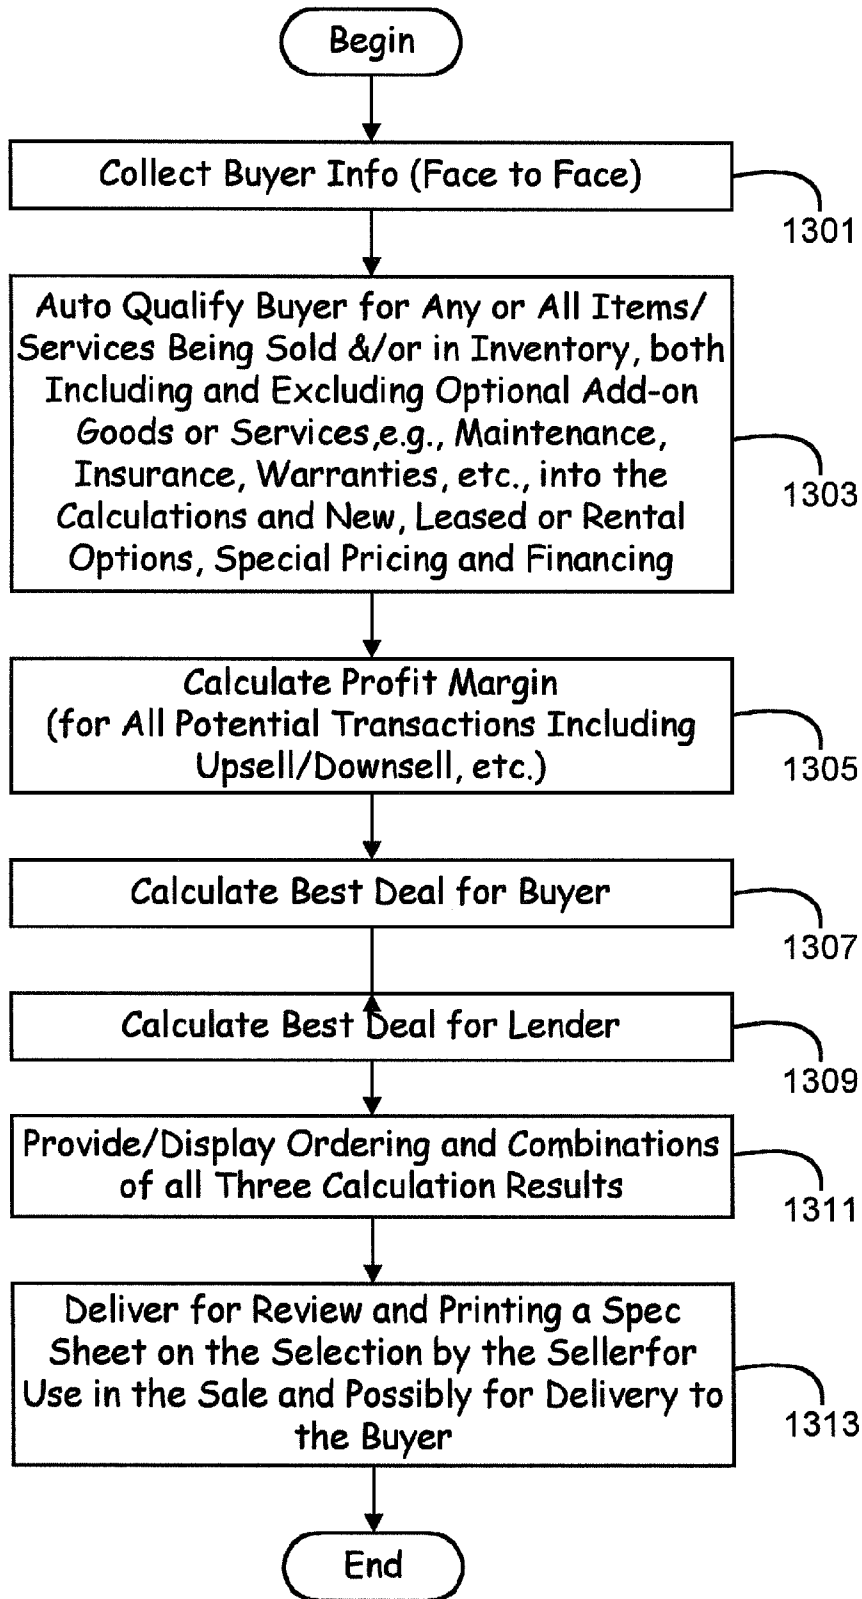 Begin
Collect Buyer Info (Face to Face)
1301
Auto Qualify Buyer for Any or All Items/
Services Being Sold &/or in Inventory, both
Including and Excluding Optional Add-on
Goods or Services,e.g., Maintenance,
Insurance, Warranties, etc., into the
Calculations and New, Leased or Rental
Options, Special Pricing and Financing
1303
Calculate Profit Margin
(for All Potential Transactions Including
Upsell/Downsell, etc.)
1305
Calculate Best Deal for Buyer
1307
Calculate Best Deal for Lender
1309
Provide/Display Ordering and Combinations
of all Three Calculation Results
1311
Deliver for Review and Printing a Spec
Sheet on the Selection by the Sellerfor
Use in the Sale and Possibly for Delivery to
the Buyer
1313
End